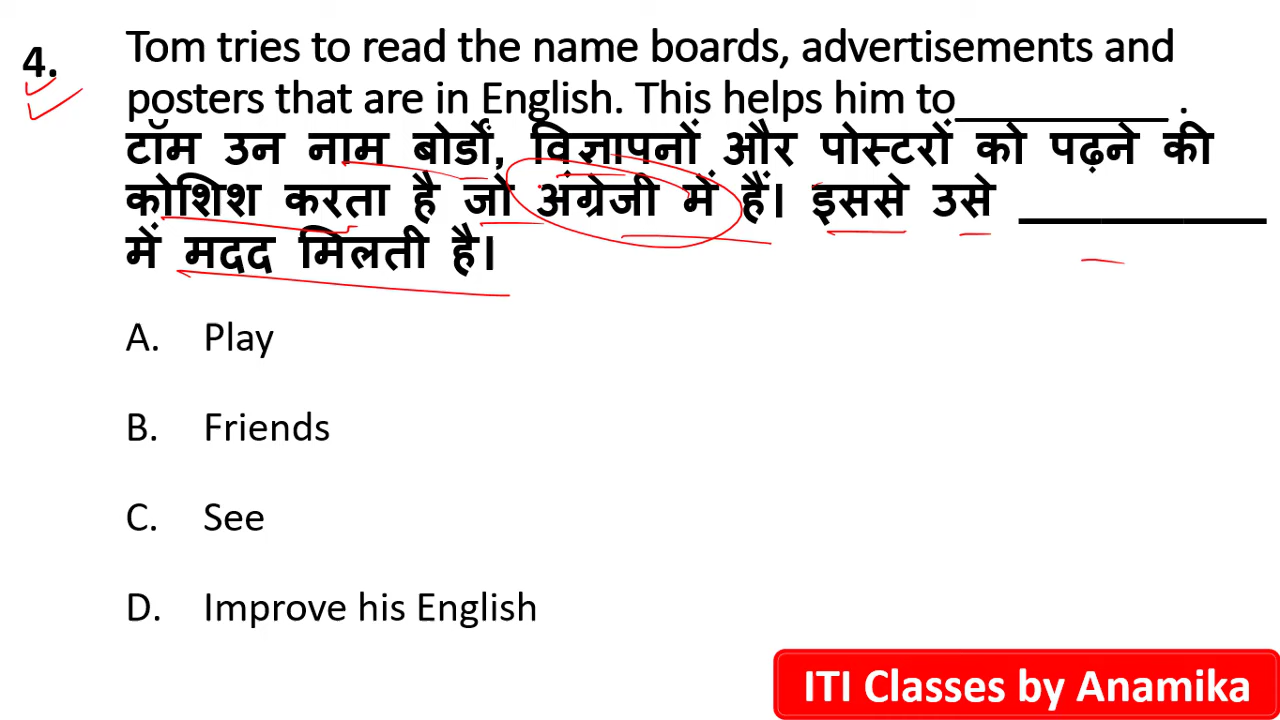 4. Tom tries to read the name boards, advertisements and
posters that are in English. This helps him to__________ .
टॉम उन नाम बोर्डों, विज्ञापनों और पोस्टरों को पढ़ने की
कोशिश करता है जो अंग्रेजी में हैं। इससे उसे ____________
में मदद मिलती है।
A. Play
B. Friends
C. See
D. Improve his English
ITI Classes by Anamika